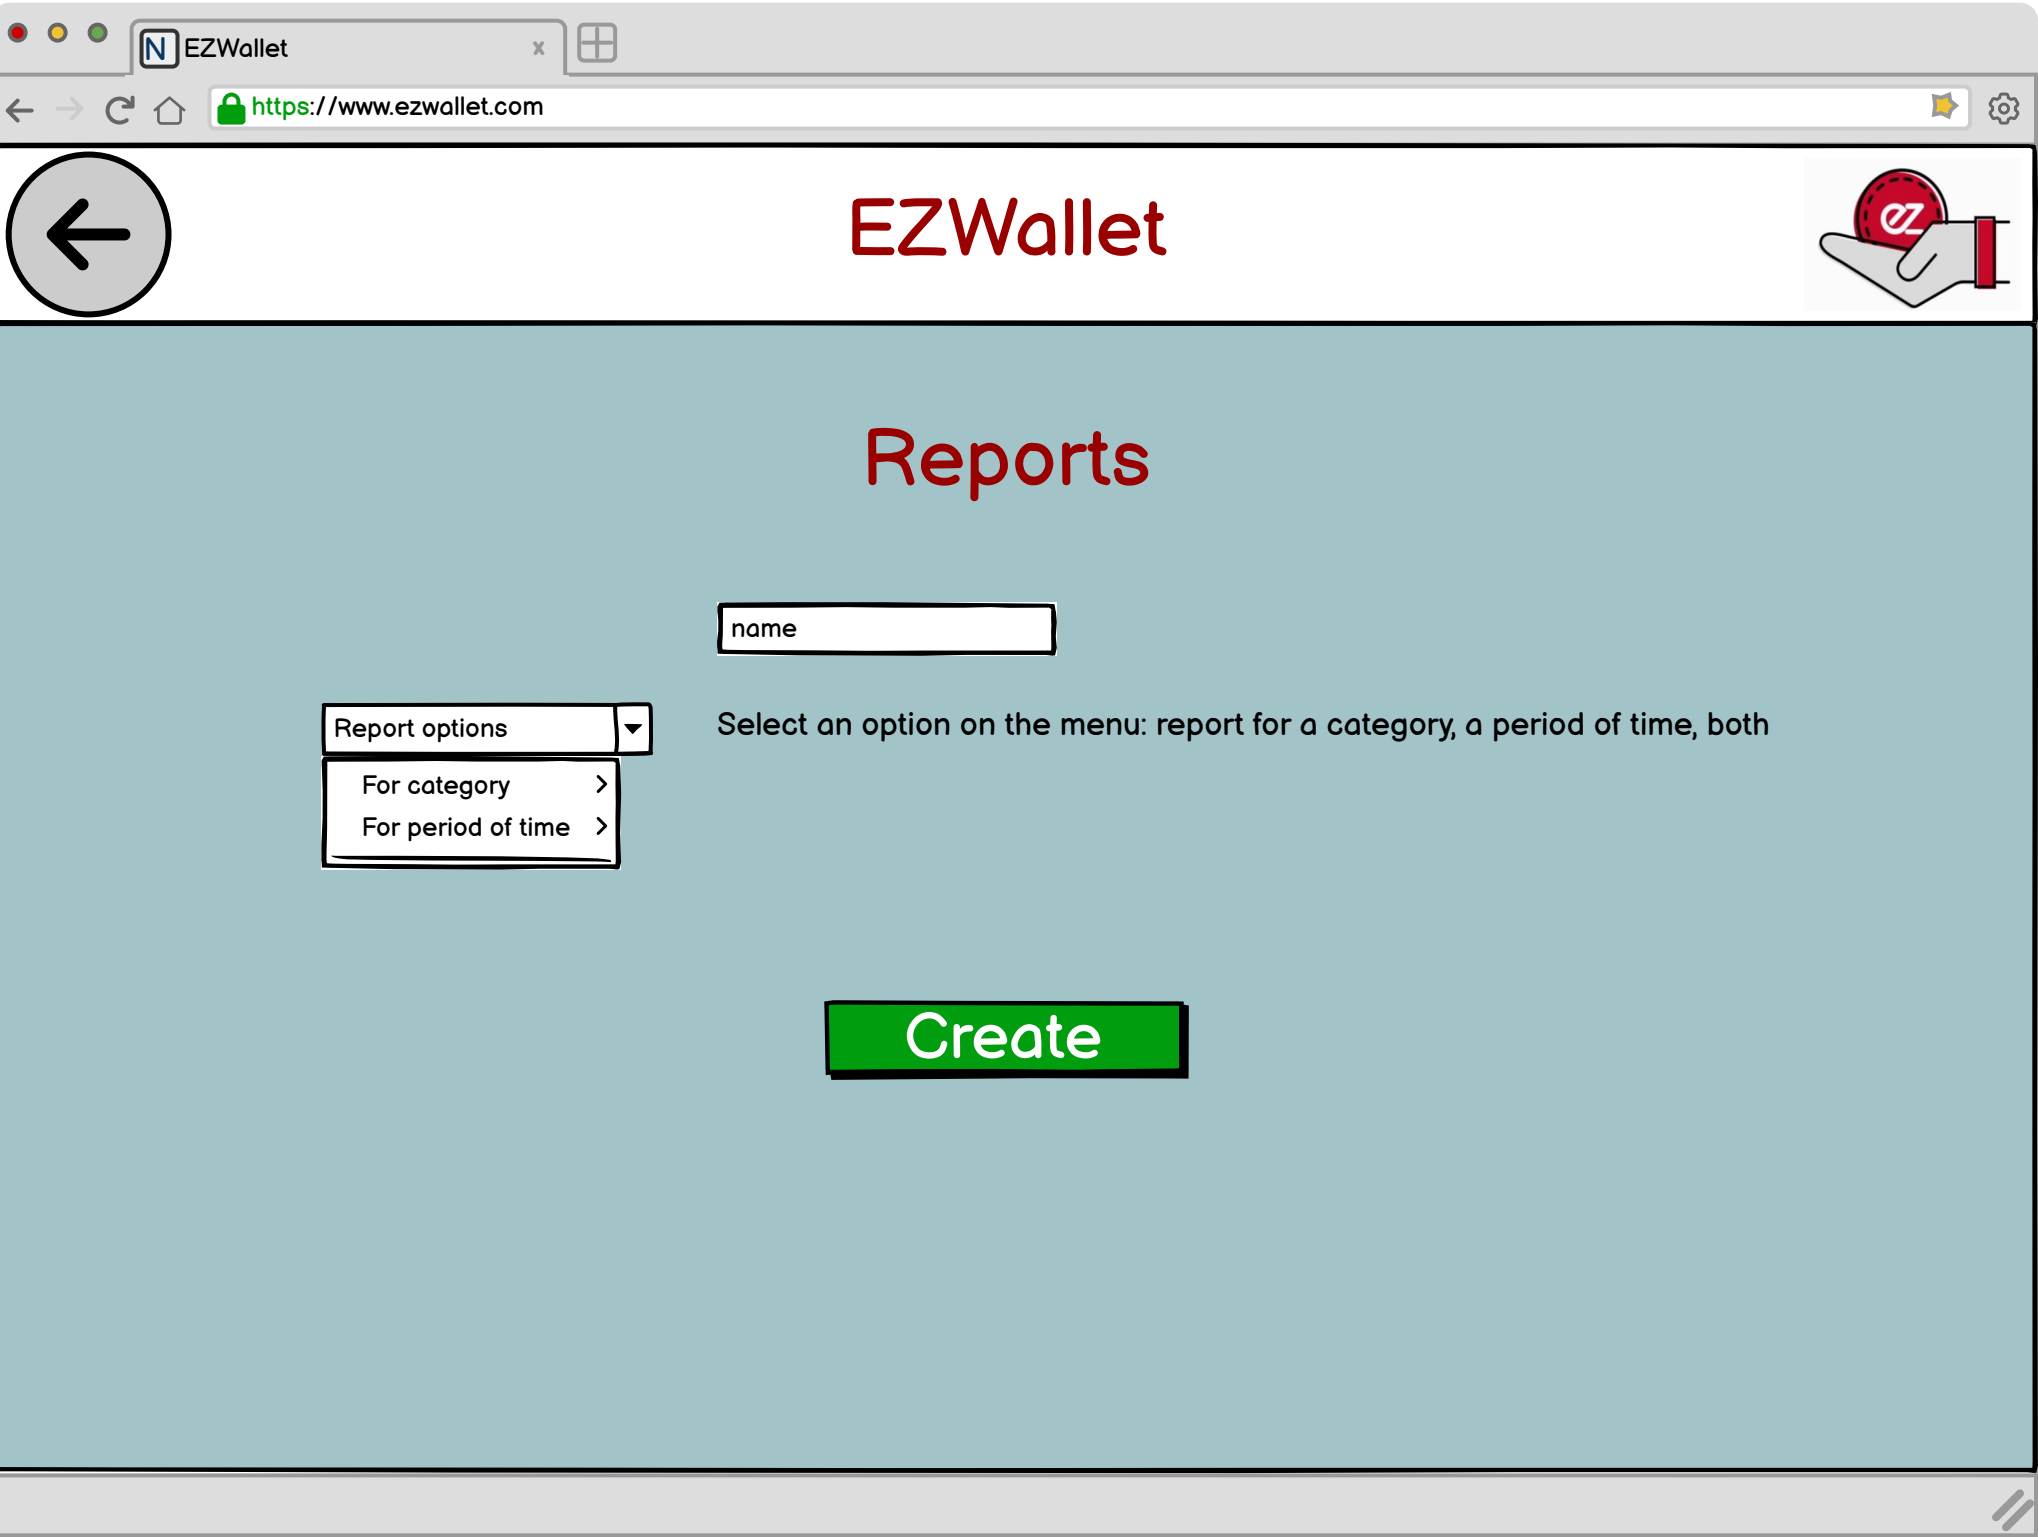 N EZWallet x
https://www.ezwallet.com
EZWallet
ez
Reports
name
Report options
Select an option on the menu: report for a category, a period of time, both
For category
For period of time
Create